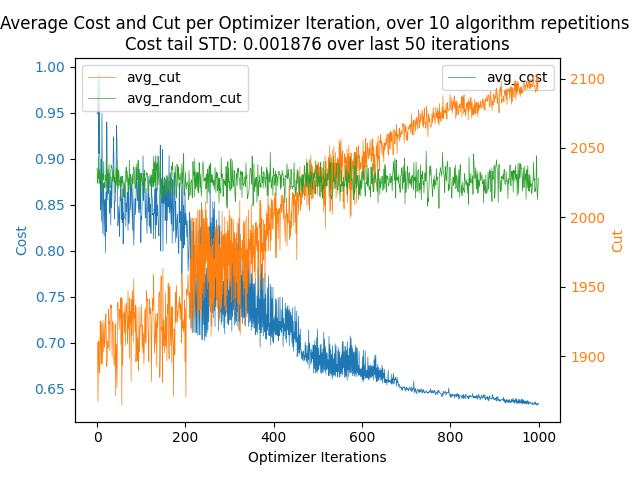 Average Cost and Cut per Optimizer Iteration, over 10 algorithm repetitions
Cost tail STD: 0.001876 over last 50 iterations
avg_cut
avg_random_cut
avg_cost
1.00
0.95
0.90
0.85
0.80
0.75
0.70
0.65
Cost
2100
2050
2000
1950
1900
Cut
0
200
400
600
800
1000
Optimizer Iterations